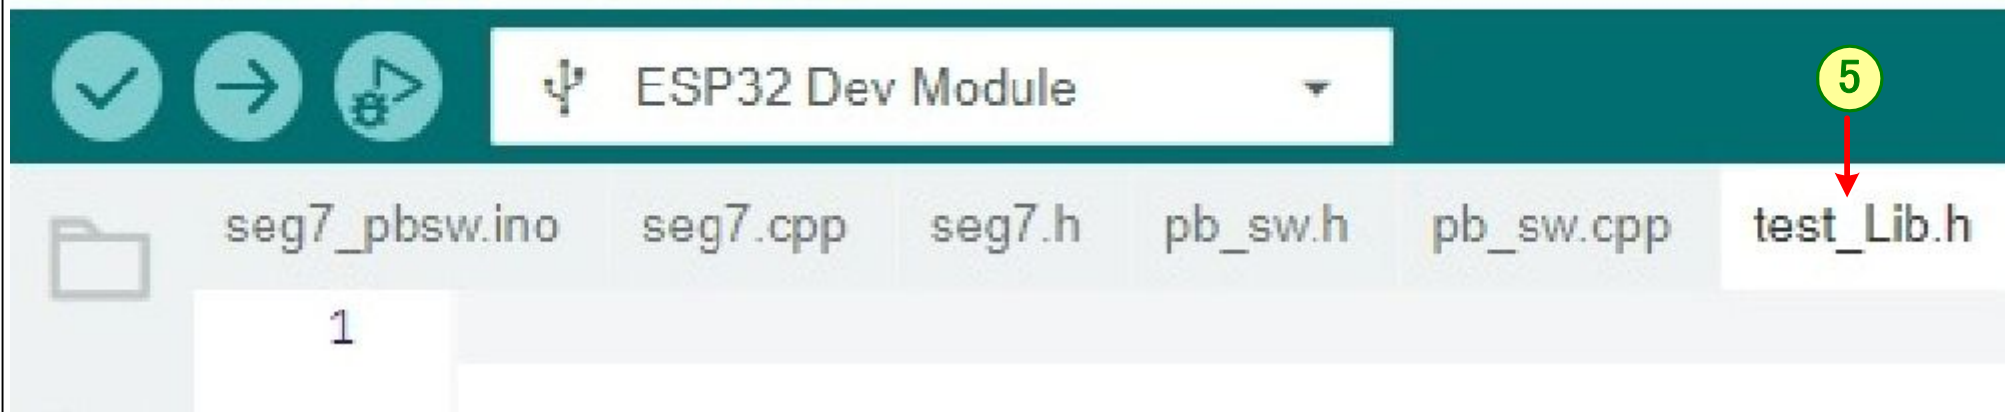 ESP32 Dev Module
5
seg7_pbsw.ino seg7.cpp seg7.h pb_sw.h pb_sw.cpp test_Lib.h
1